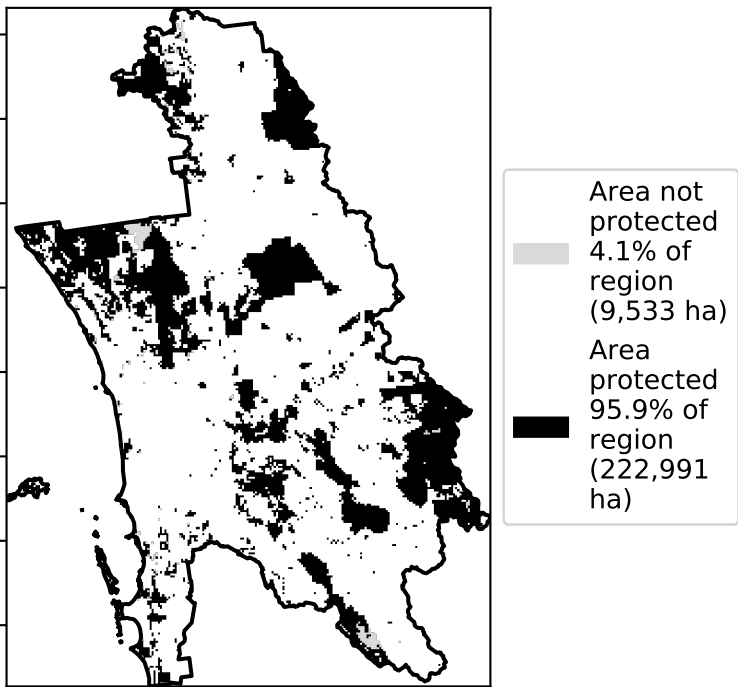 Area not
protected
4.1% of
region
(9,533 ha)
Area
protected
95.9% of
region
(222,991
ha)